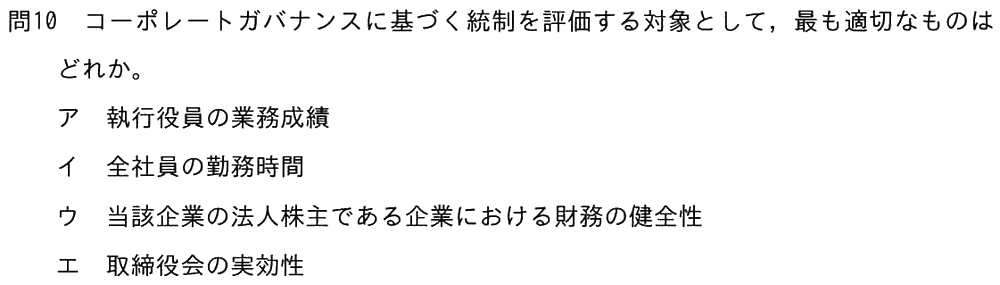 問10 コーポレートガバナンスに基づく統制を評価する対象として，最も適切なものは
どれか。
ア 執行役員の業務成績
イ 全社員の勤務時間
ウ 当該企業の法人株主である企業における財務の健全性
エ 取締役会の実効性